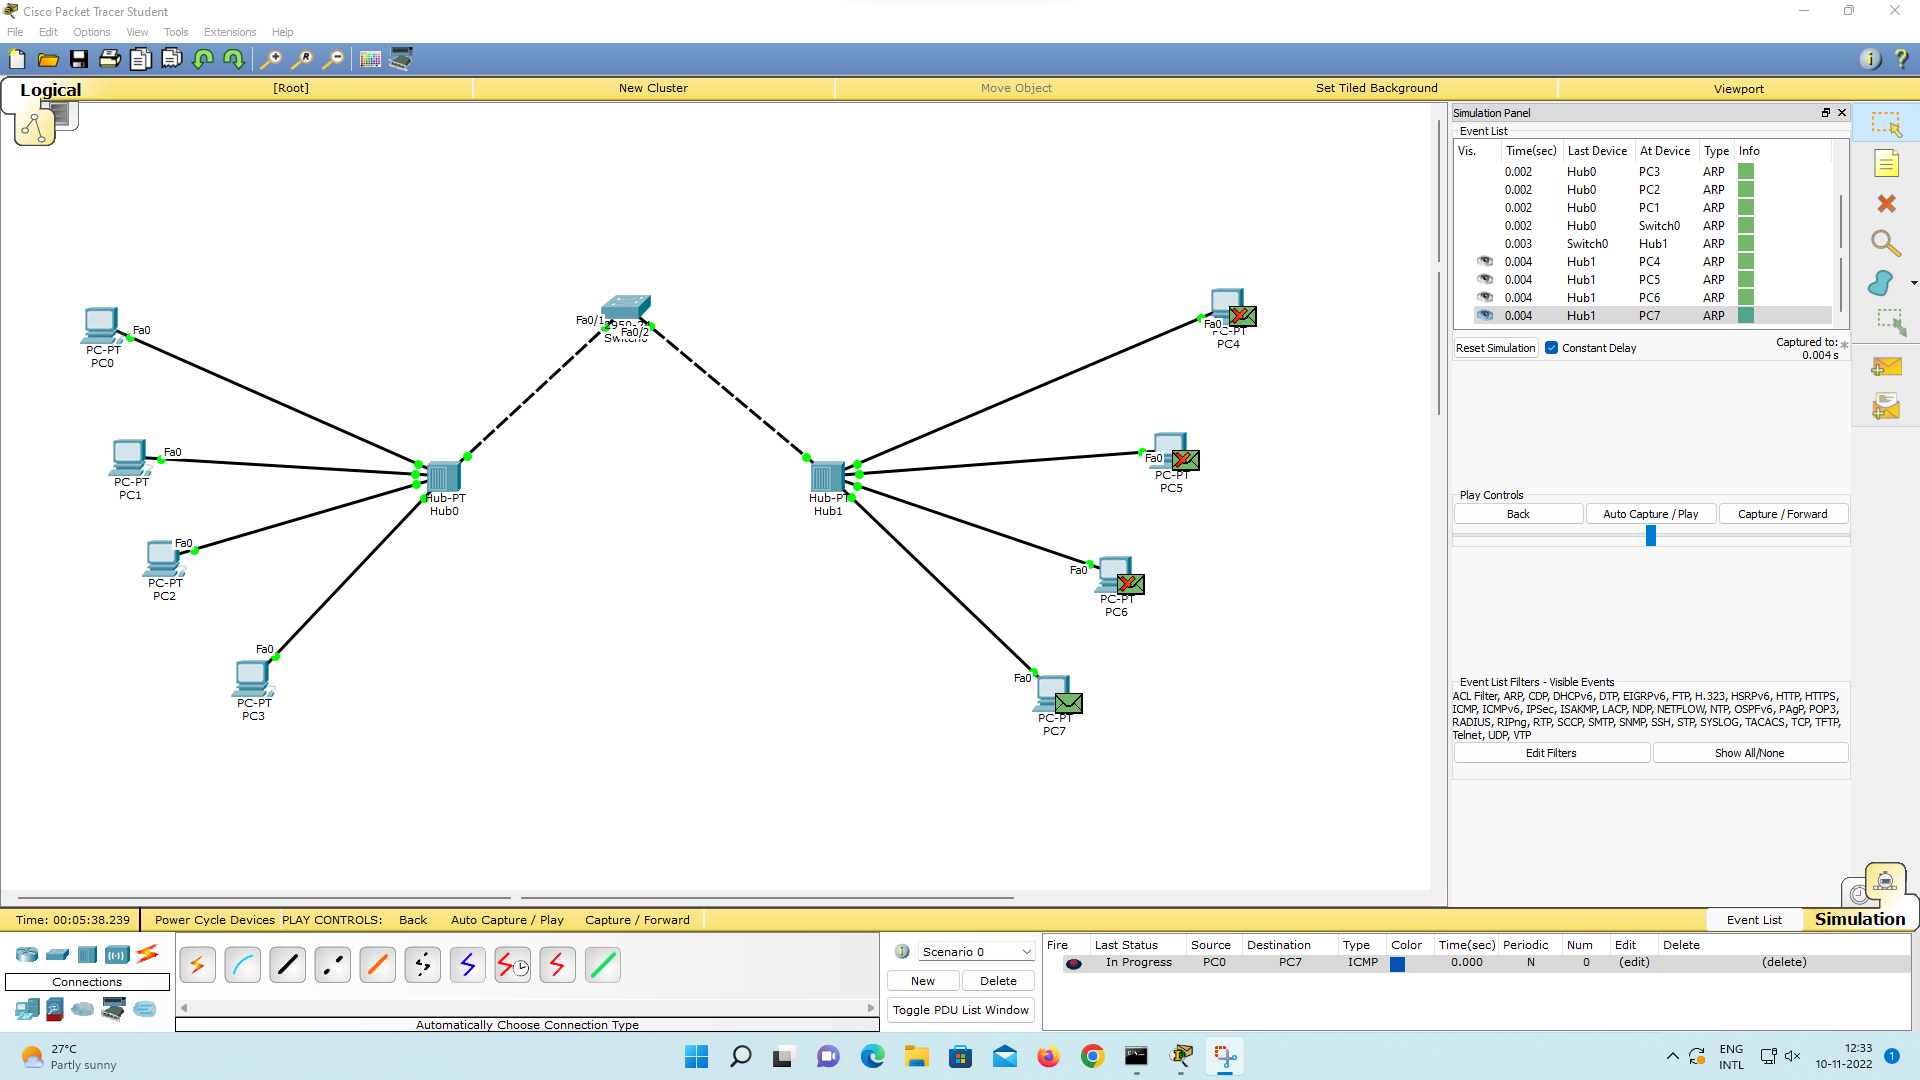 Cisco Packet Tracer Student
File Edit Options View Tools Extensions Help
Logical [Root] New Cluster Move Object Set Tiled Background Viewport
Fa0
PC-PT
PC0
Fa0
PC-PT
PC1
Fa0
PC-PT
PC2
Fa0
PC-PT
PC3
Hub-PT
Hub0
Fa0/1
Fa0/2
Switch0
Hub-PT
Hub1
Fa0
PC-PT
PC4
Fa0
PC-PT
PC5
Fa0
PC-PT
PC6
Fa0
PC-PT
PC7
Simulation Panel
Event List
Vis. Time(sec) Last Device At Device Type Info
0.002 Hub0 PC3 ARP
0.002 Hub0 PC2 ARP
0.002 Hub0 PC1 ARP
0.002 Hub0 Switch0 ARP
0.003 Switch0 Hub1 ARP
0.004 Hub1 PC4 ARP
0.004 Hub1 PC5 ARP
0.004 Hub1 PC6 ARP
0.004 Hub1 PC7 ARP
Reset Simulation Constant Delay Captured to: *
0.004 s
Play Controls
Back Auto Capture / Play Capture / Forward
Event List Filters - Visible Events
ACL Filter, ARP, CDP, DHCPv6, DTP, EIGRPv6, FTP, H.323, HSRPv6, HTTP, HTTPS,
ICMP, ICMPv6, IPSec, ISAKMP, LACP, NDP, NETFLOW, NTP, OSPFv6, PAgP, POP3,
RADIUS, RIPng, RTP, SCCP, SMTP, SNMP, SSH, STP, SYSLOG, TACACS, TCP, TFTP,
Telnet, UDP, VTP
Edit Filters Show All/None
Time: 00:05:38.239 Power Cycle Devices PLAY CONTROLS: Back Auto Capture / Play Capture / Forward Event List Simulation
Connections
Automatically Choose Connection Type
Scenario 0
New Delete
Toggle PDU List Window
Fire Last Status Source Destination Type Color Time(sec) Periodic Num Edit Delete
In Progress PC0 PC7 ICMP 0.000 N 0 (edit) (delete)
27°C
Partly sunny
ENG
INTL
12:33
10-11-2022
1